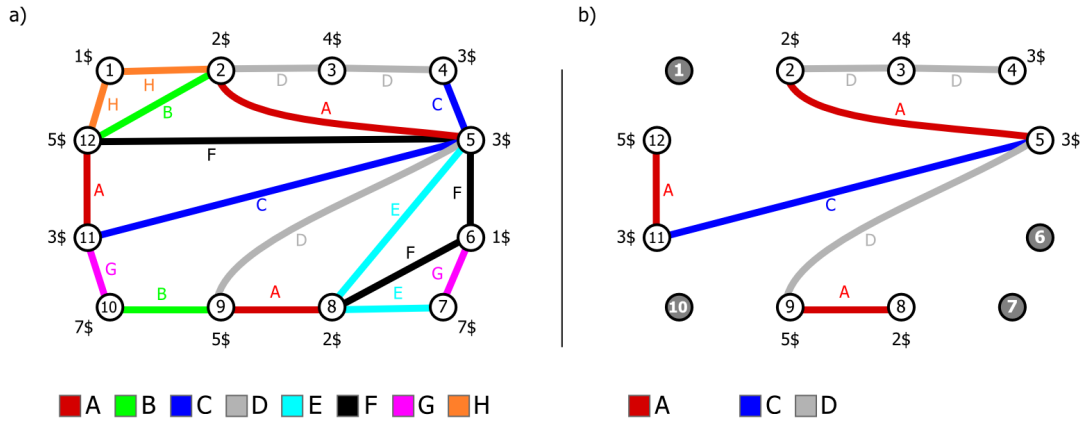 a)
b)
2$ 4$ 3$
1$
1 H 2 D 3 D 4
H B A C
5$ 12 F 5 3$
A C E F
3$ 11 D F 6 1$
G B A E G
10 9 8 7
7$ 5$ 2$ 7$
A B C D E F G H
2$ 4$ 3$
1 2 D 3 D 4
A
5$ 12 5 3$
A C
3$ 11 D 6
A
10 9 8 7
5$ 2$
A C D